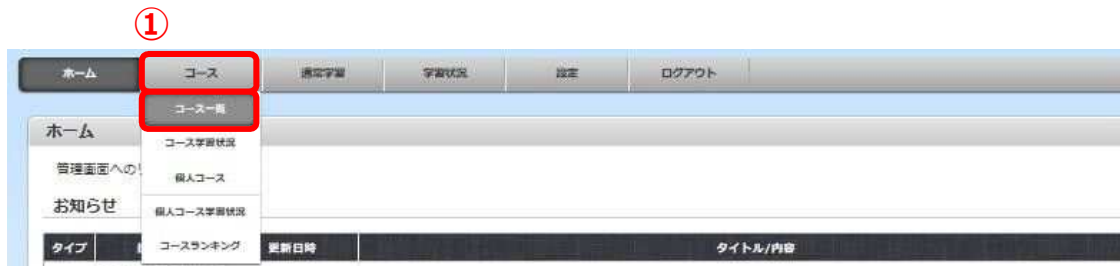 ①
ホーム コース 通常学習 学習状況 設定 ログアウト
コース一覧
ホーム
コース学習状況
管理画面への
個人コース
お知らせ
個人コース学習状況
コースランキング
タイプ 更新日時 タイトル/内容